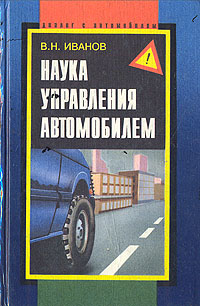 ДИАЛОГ С АВТОМОБИЛЕМ
В.Н. ИВАНОВ
НАУКА
УПРАВЛЕНИЯ
АВТОМОБИЛЕМ
!